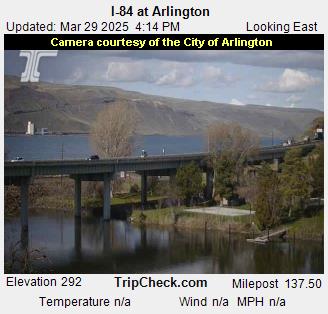 I-84 at Arlington
Updated: Mar 29 2025 4:14 PM Looking East
Camera courtesy of the City of Arlington
Elevation 292 TripCheck.com Milepost 137.50
Temperature n/a Wind n/a MPH n/a